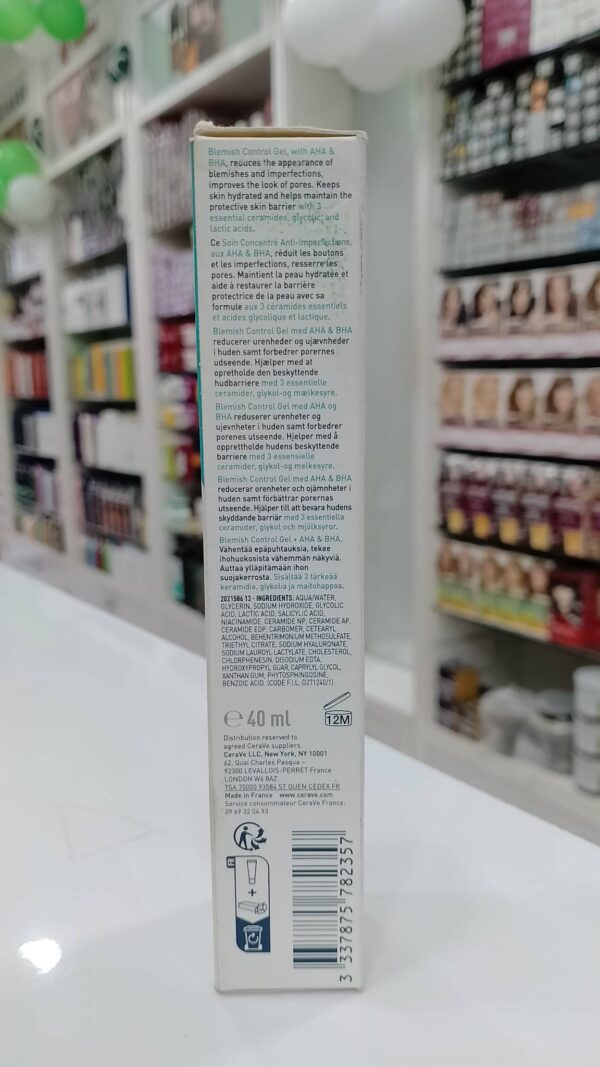 Blemish Control Gel, with AHA &
BHA, reduces the appearance of
blemishes and imperfections,
improves the look of pores. Keeps
skin hydrated and helps maintain the
protective skin barrier with 3
essential ceramides, glycolic, and
lactic acids.
Ce Soin Concentré Anti-Imperfections,
aux AHA & BHA, réduit les boutons
et les imperfections, resserre les
pores. Maintient la peau hydratée et
aide à restaurer la barrière
protectrice de la peau avec sa
formule aux 3 céramides essentiels
et acides glycolique et lactique.
Blemish Control Gel med AHA & BHA
reducerer urenheder og ujævnheder
i huden samt forbedrer porernes
udseende. Hjælper med at
opretholde den beskyttende
hudbarriere med 3 essentielle
ceramider, glykol-og mælkesyre.
Blemish Control Gel med AHA og
BHA reduserer urenheter og
ujevnheter i huden samt forbedrer
porenes utseende. Hjelper med å
opprettholde hudens beskyttende
barriere med 3 essensielle
ceramider, glykol-og melkesyre.
Blemish Control Gel med AHA & BHA
reducerar orenheter och ojämnheter i
huden samt förbättrar porernas
utseende. Hjälper till att bevara hudens
skyddande barriär med 3 essentiella
ceramider, glykol och mjölksyror.
Blemish Control Gel + AHA & BHA.
Vähentää epäpuhtauksia, tekee
ihohuokosista vähemmän näkyviä.
Auttaa ylläpitämään ihon
suojakerrosta. Sisältää 3 tärkeää
keramidia, glykolia ja maitohappoa.
2021586 13 - INGREDIENTS: AQUA/WATER,
GLYCERIN, SODIUM HYDROXIDE, GLYCOLIC
ACID, LACTIC ACID, SALICYLIC ACID,
NIACINAMIDE, CERAMIDE NP, CERAMIDE AP,
CERAMIDE EOP, CARBOMER, CETEARYL
ALCOHOL, BEHENTRIMONIUM METHOSULFATE,
TRIETHYL CITRATE, SODIUM HYALURONATE,
SODIUM LAUROYL LACTYLATE, CHOLESTEROL,
CHLORPHENESIN, DISODIUM EDTA,
HYDROXYPROPYL GUAR, CAPRYLYL GLYCOL,
XANTHAN GUM, PHYTOSPHINGOSINE,
BENZOIC ACID. (CODE F.I.L. D271240/1)
℮ 40 ml
12M
Distribution reserved to
agreed CeraVe suppliers.
CeraVe LLC, New York, NY 10001
62, Quai Charles Pasqua -
92300 LEVALLOIS-PERRET France
LONDON W6 8AZ
TSA 75000 93584 ST OUEN CEDEX FR
Made in France www.cerave.com
Service consommateur CeraVe France:
09 69 32 04 93
FR
+
3 337875 782357